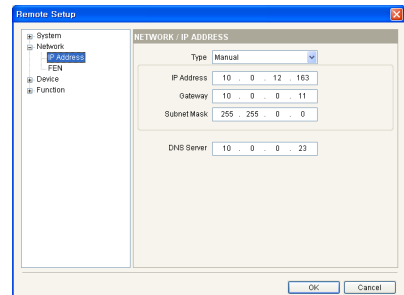 Remote Setup
System
Network
IP Address
FEN
Device
Function
NETWORK / IP ADDRESS
Type Manual
IP Address 10 . 0 . 12 . 163
Gateway 10 . 0 . 0 . 11
Subnet Mask 255 . 255 . 0 . 0
DNS Server 10 . 0 . 0 . 23
OK Cancel